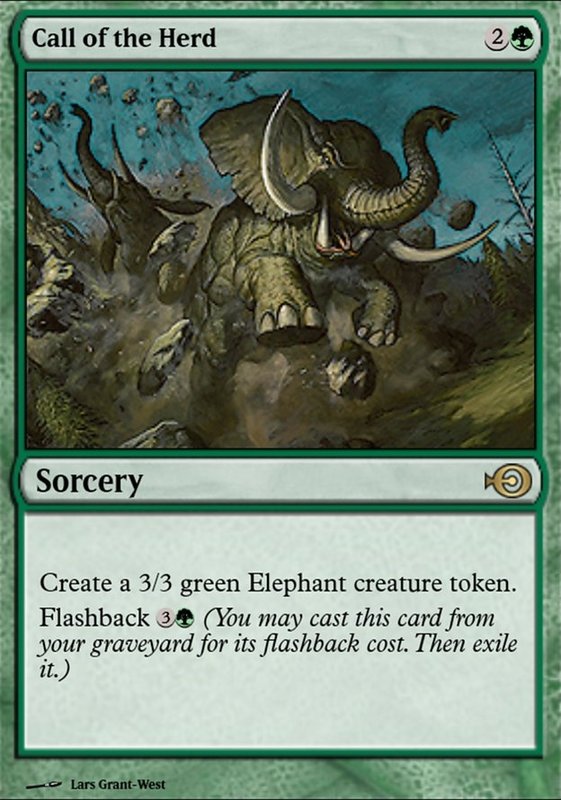 Call of the Herd 2
Sorcery
Create a 3/3 green Elephant creature token.
Flashback 3 (You may cast this card from
your graveyard for its flashback cost. Then exile
it.)
Lars Grant-West